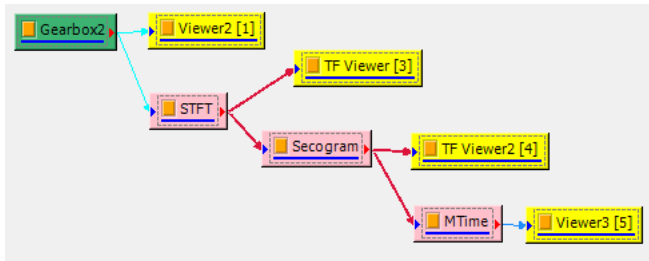 Gearbox2
Viewer2 [1]
TF Viewer [3]
STFT
Secogram
TF Viewer2 [4]
MTime
Viewer3 [5]